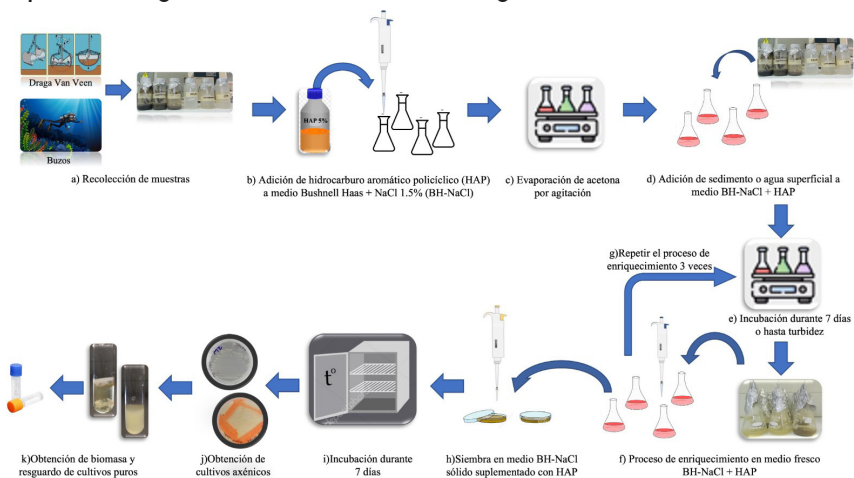 Draga Van Veen
Buzos
a) Recolección de muestras
HAP 5%
b) Adición de hidrocarburo aromático policíclico (HAP)
a medio Bushnell Haas + NaCl 1.5% (BH-NaCl)
c) Evaporación de acetona
por agitación
d) Adición de sedimento o agua superficial a
medio BH-NaCl + HAP
g)Repetir el proceso de
enriquecimiento 3 veces
e) Incubación durante 7 días
o hasta turbidez
t°
k)Obtención de biomasa y
resguardo de cultivos puros
j)Obtención de
cultivos axénicos
i)Incubación durante
7 días
h)Siembra en medio BH-NaCl
sólido suplementado con HAP
f) Proceso de enriquecimiento en medio fresco
BH-NaCl + HAP